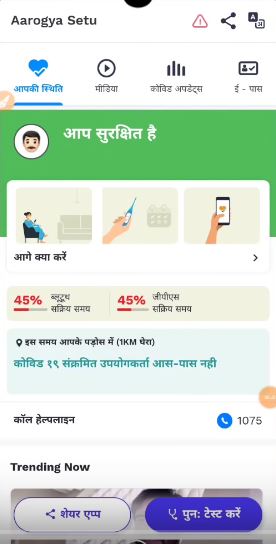 Aarogya Setu
आपकी स्थिति
मीडिया
कोविड अपडेट्स
ई - पास
आप सुरक्षित है
आगे क्या करें
45% ब्लूटूथ
सक्रिय समय
45% जीपीएस
सक्रिय समय
इस समय आपके पड़ोस में (1KM घेरा)
कोविड १९ संक्रमित उपयोगकर्ता आस-पास नही
कॉल हेल्पलाइन
1075
Trending Now
शेयर एप्प
पुन: टेस्ट करें